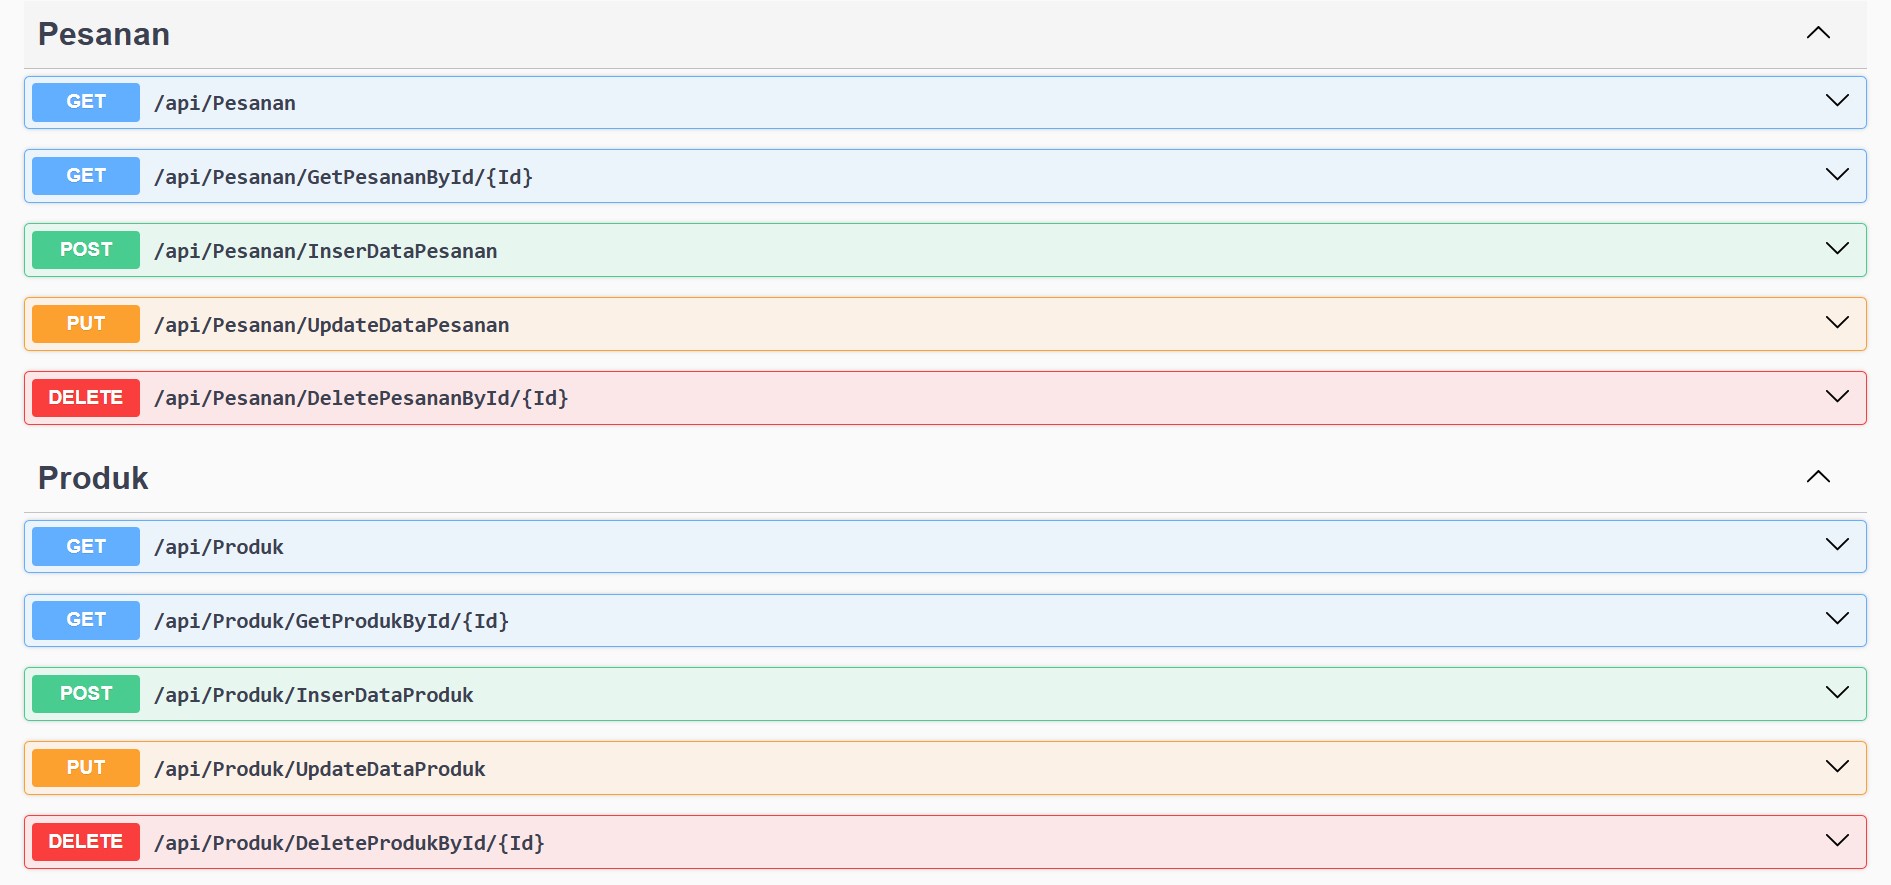 Pesanan
GET /api/Pesanan
GET /api/Pesanan/GetPesananById/{Id}
POST /api/Pesanan/InserDataPesanan
PUT /api/Pesanan/UpdateDataPesanan
DELETE /api/Pesanan/DeletePesananById/{Id}
Produk
GET /api/Produk
GET /api/Produk/GetProdukById/{Id}
POST /api/Produk/InserDataProduk
PUT /api/Produk/UpdateDataProduk
DELETE /api/Produk/DeleteProdukById/{Id}